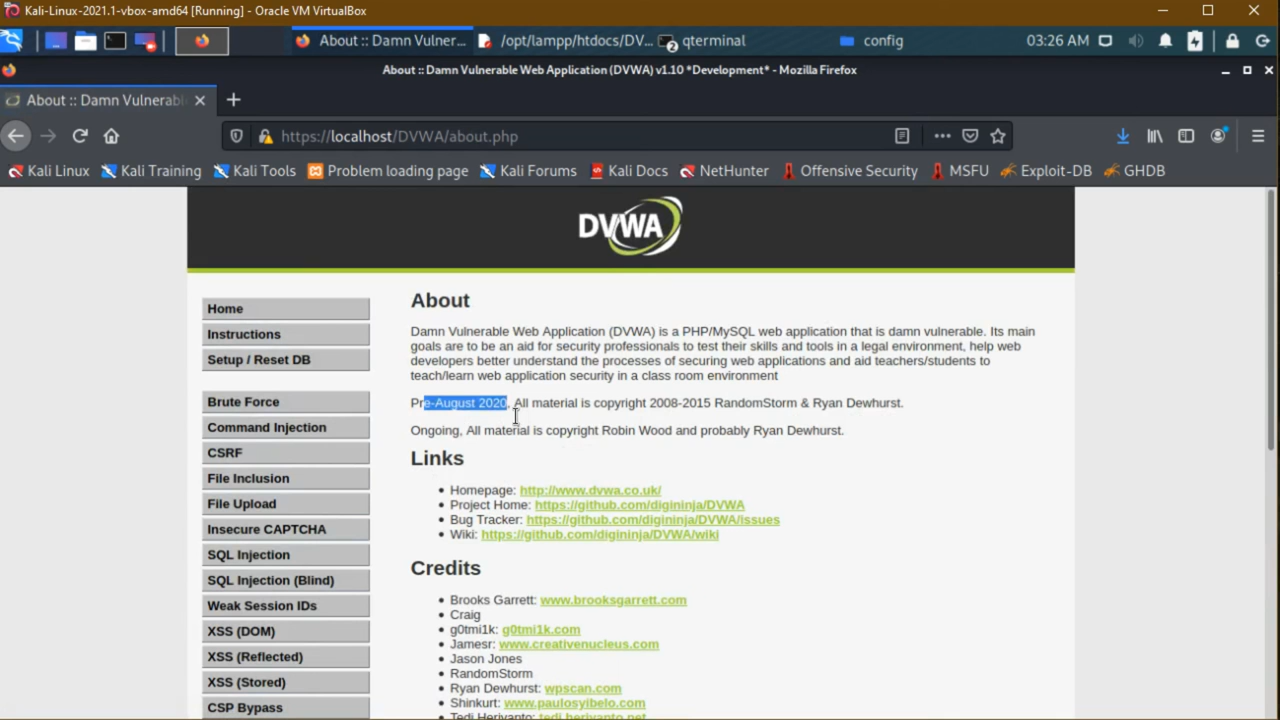 Kali-Linux-2021.1-vbox-amd64 [Running] - Oracle VM VirtualBox
About :: Damn Vulner... /opt/lampp/htdocs/DV... 2 qterminal config 03:26 AM
About :: Damn Vulnerable Web Application (DVWA) v1.10 *Development* - Mozilla Firefox
About :: Damn Vulnerabl
https://localhost/DVWA/about.php
Kali Linux Kali Training Kali Tools Problem loading page Kali Forums Kali Docs NetHunter Offensive Security MSFU Exploit-DB GHDB
DVWA
Home
Instructions
Setup / Reset DB
Brute Force
Command Injection
CSRF
File Inclusion
File Upload
Insecure CAPTCHA
SQL Injection
SQL Injection (Blind)
Weak Session IDs
XSS (DOM)
XSS (Reflected)
XSS (Stored)
CSP Bypass
About
Damn Vulnerable Web Application (DVWA) is a PHP/MySQL web application that is damn vulnerable. Its main
goals are to be an aid for security professionals to test their skills and tools in a legal environment, help web
developers better understand the processes of securing web applications and aid teachers/students to
teach/learn web application security in a class room environment
Pre-August 2020, All material is copyright 2008-2015 RandomStorm & Ryan Dewhurst.
Ongoing, All material is copyright Robin Wood and probably Ryan Dewhurst.
Links
Homepage: http://www.dvwa.co.uk/
Project Home: https://github.com/digininja/DVWA
Bug Tracker: https://github.com/digininja/DVWA/issues
Wiki: https://github.com/digininja/DVWA/wiki
Credits
Brooks Garrett: www.brooksgarrett.com
Craig
g0tmi1k: g0tmi1k.com
Jamesr: www.creativenucleus.com
Jason Jones
RandomStorm
Ryan Dewhurst: wpscan.com
Shinkurt: www.paulosyibelo.com
Tedi Heriyanto: tedi.heriyanto.net